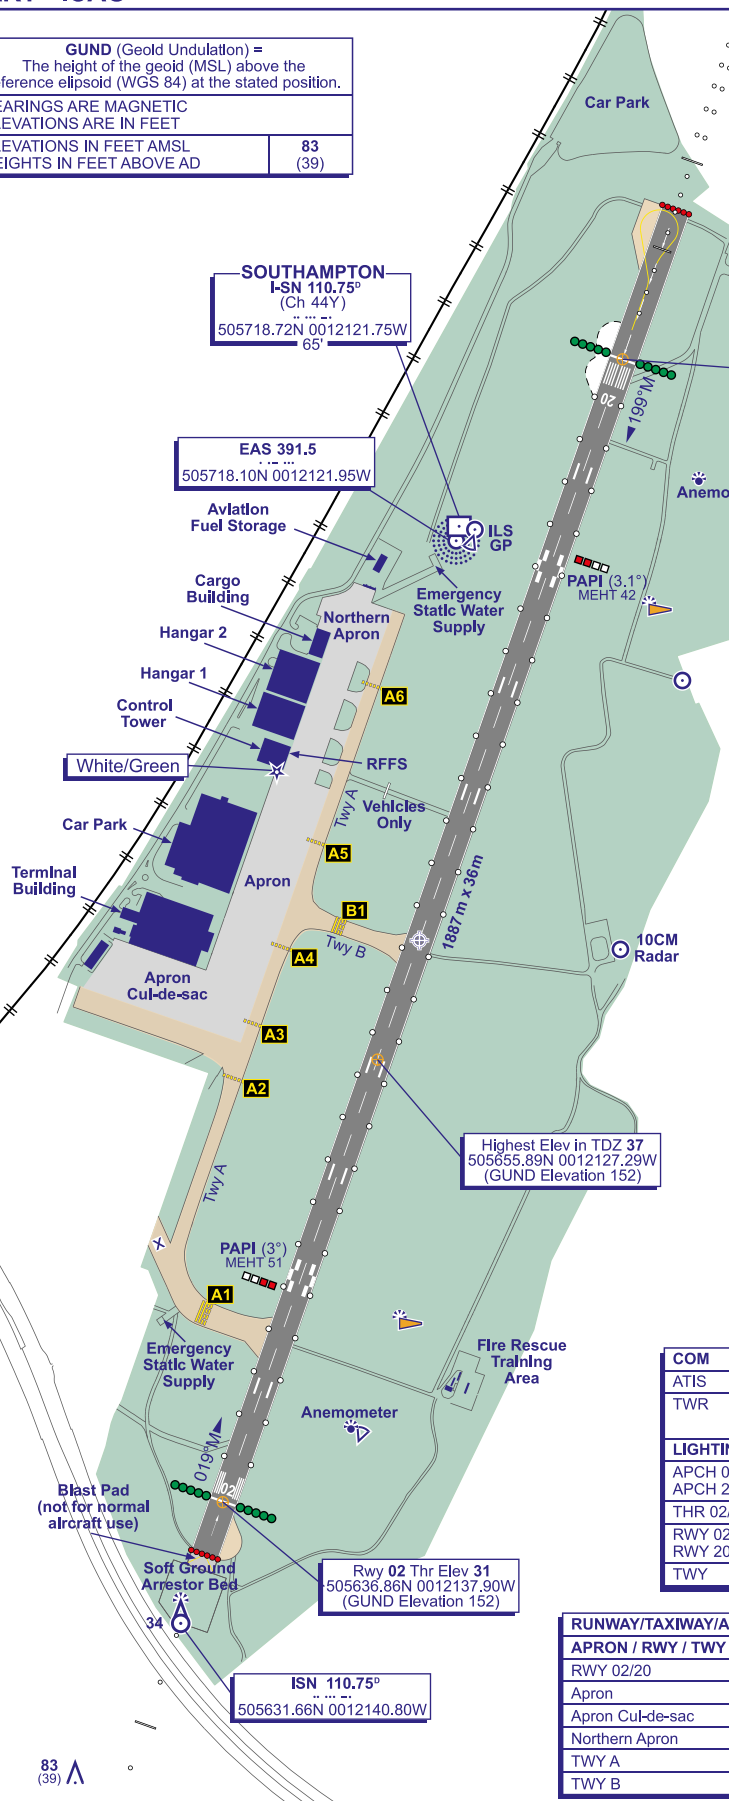 GUND (Geoid Undulation) =
The height of the geoid (MSL) above the
eference elipsoid (WGS 84) at the stated position.
EARINGS ARE MAGNETIC
EVATIONS ARE IN FEET
EVATIONS IN FEET AMSL
EIGHTS IN FEET ABOVE AD
83
(39)
Car Park
SOUTHAMPTON
I-SN 110.75D
(Ch 44Y)
505718.72N 0012121.75W
65'
20
199°M
EAS 391.5
505718.10N 0012121.95W
Anemo
Aviation
Fuel Storage
ILS
GP
PAPI (3.1°)
MEHT 42
Cargo
Building
Emergency
Static Water
Supply
Northern
Apron
Hangar 2
Hangar 1
A6
Control
Tower
White/Green
RFFS
Twy A
Vehicles
Only
Car Park
A5
Terminal
Building
Apron
1887m x 36m
B1
Twy B
10CM
Radar
A4
Apron
Cul-de-sac
A3
A2
Highest Elev in TDZ 37
505655.89N 0012127.29W
(GUND Elevation 152)
Twy A
X
PAPI (3°)
MEHT 51
A1
Emergency
Static Water
Supply
Fire Rescue
Training
Area
Anemometer
019°M
02
Blast Pad
(not for normal
aircraft use)
Soft Ground
Arrestor Bed
Rwy 02 Thr Elev 31
505636.86N 0012137.90W
(GUND Elevation 152)
34
ISN 110.75D
505631.66N 0012140.80W
83
(39)
COM
ATIS
TWR
LIGHTIN
APCH 0
APCH 2
THR 02/
RWY 02
RWY 20
TWY
RUNWAY/TAXIWAY/A
APRON / RWY / TWY
RWY 02/20
Apron
Apron Cul-de-sac
Northern Apron
TWY A
TWY B